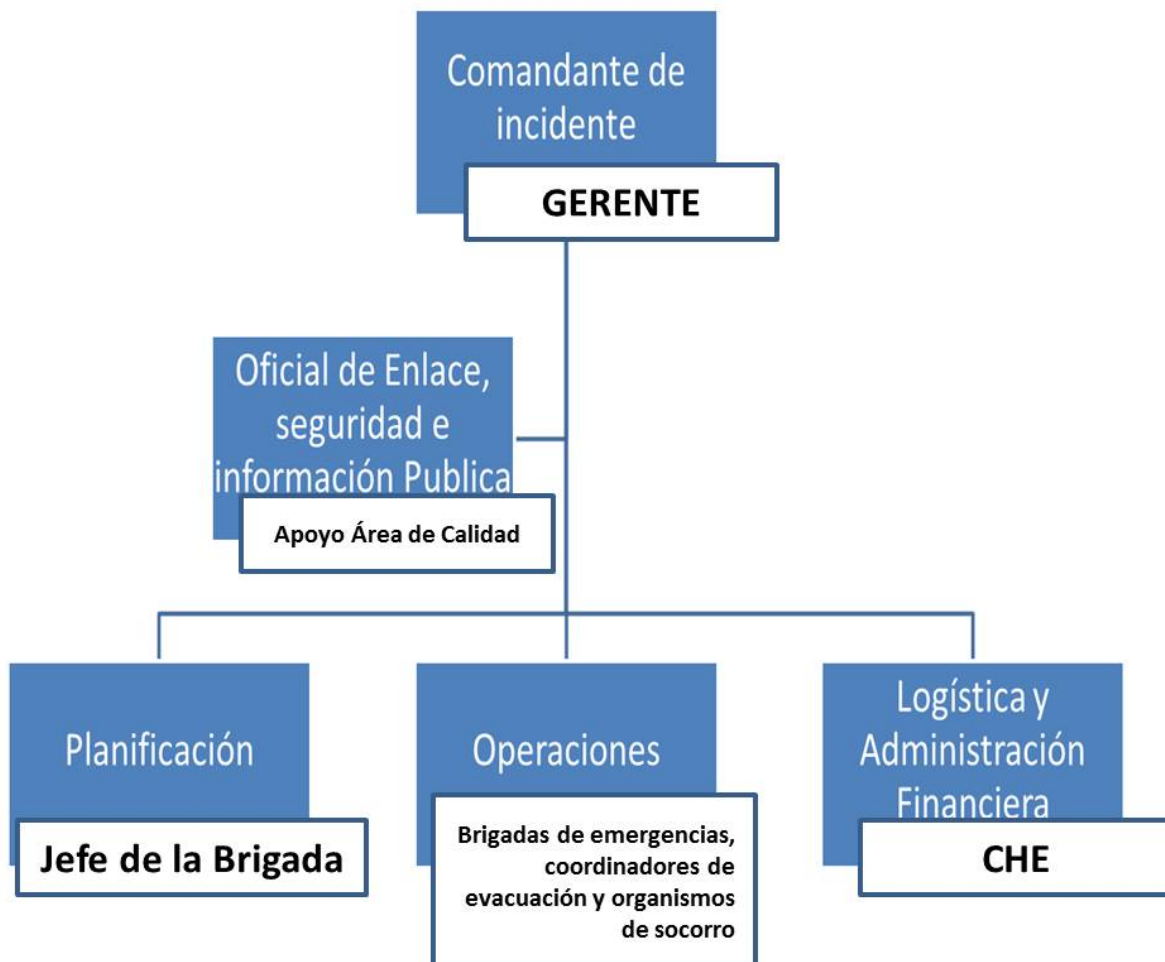 Comandante de
incidente
GERENTE
Oficial de Enlace,
seguridad e
información Publica
Apoyo Área de Calidad
Planificación
Jefe de la Brigada
Operaciones
Brigadas de emergencias,
coordinadores de
evacuación y organismos
de socorro
Logística y
Administración
Financiera
CHE